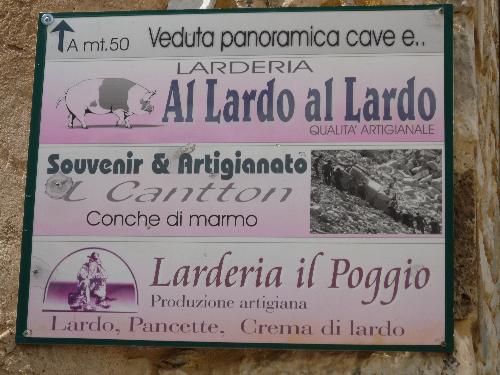 A mt.50 Veduta panoramica cave e..
LARDERIA
Al Lardo al Lardo
QUALITA' ARTIGIANALE
Souvenir & Artigianato
L Cantton
Conche di marmo
Larderia il Poggio
Produzione artigiana
Lardo, Pancette, Crema di lardo